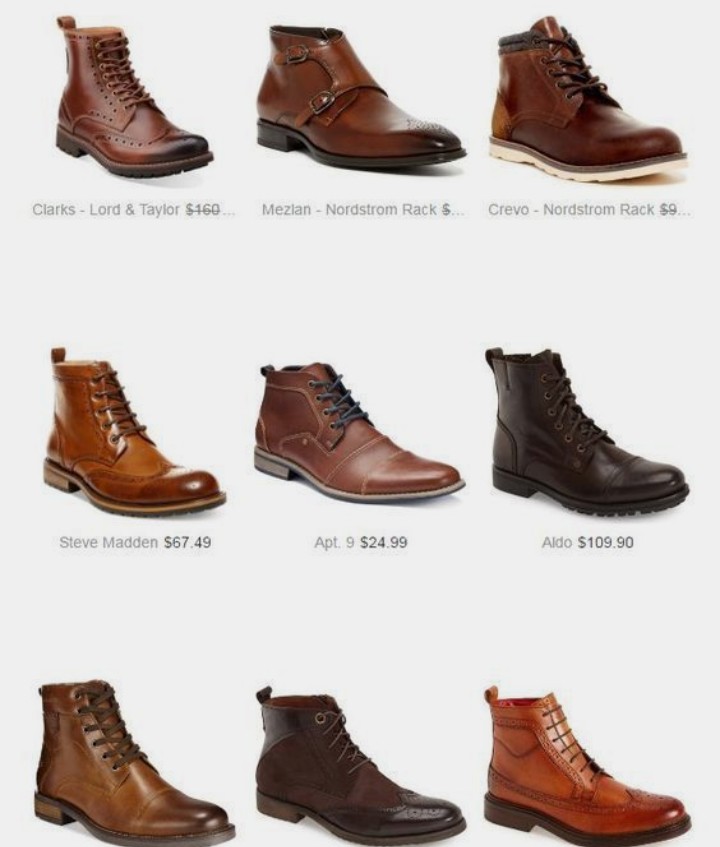 Clarks - Lord & Taylor $160...
Mezlan - Nordstrom Rack $...
Crevo - Nordstrom Rack $9...
Steve Madden $67.49
Apt. 9 $24.99
Aldo $109.90